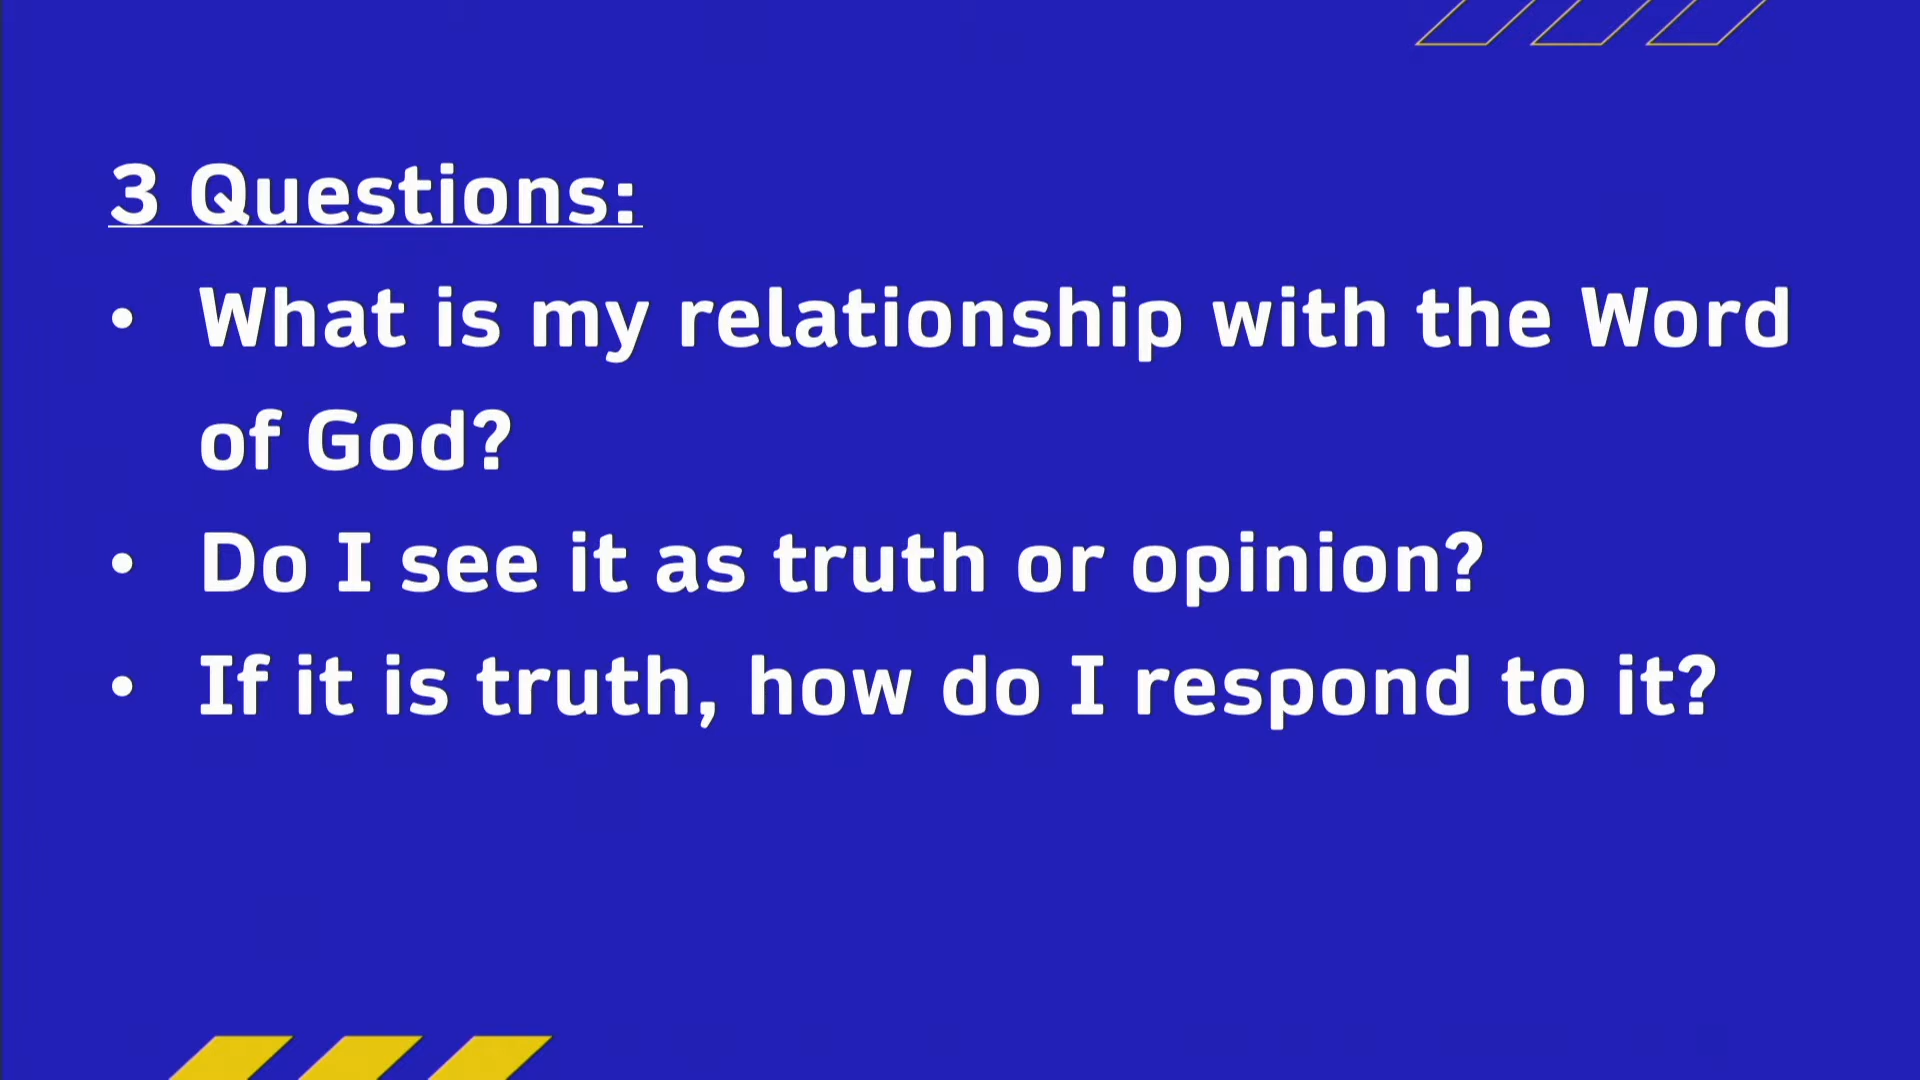 3 Questions:
• What is my relationship with the Word
of God?
• Do I see it as truth or opinion?
• If it is truth, how do I respond to it?